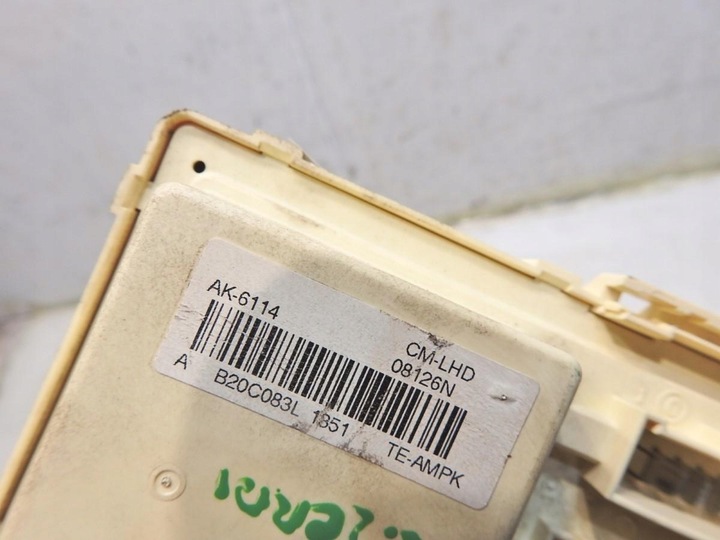 AK-6114
CM-LHD
08126N
A B20C083L 1351 TE-AMPK